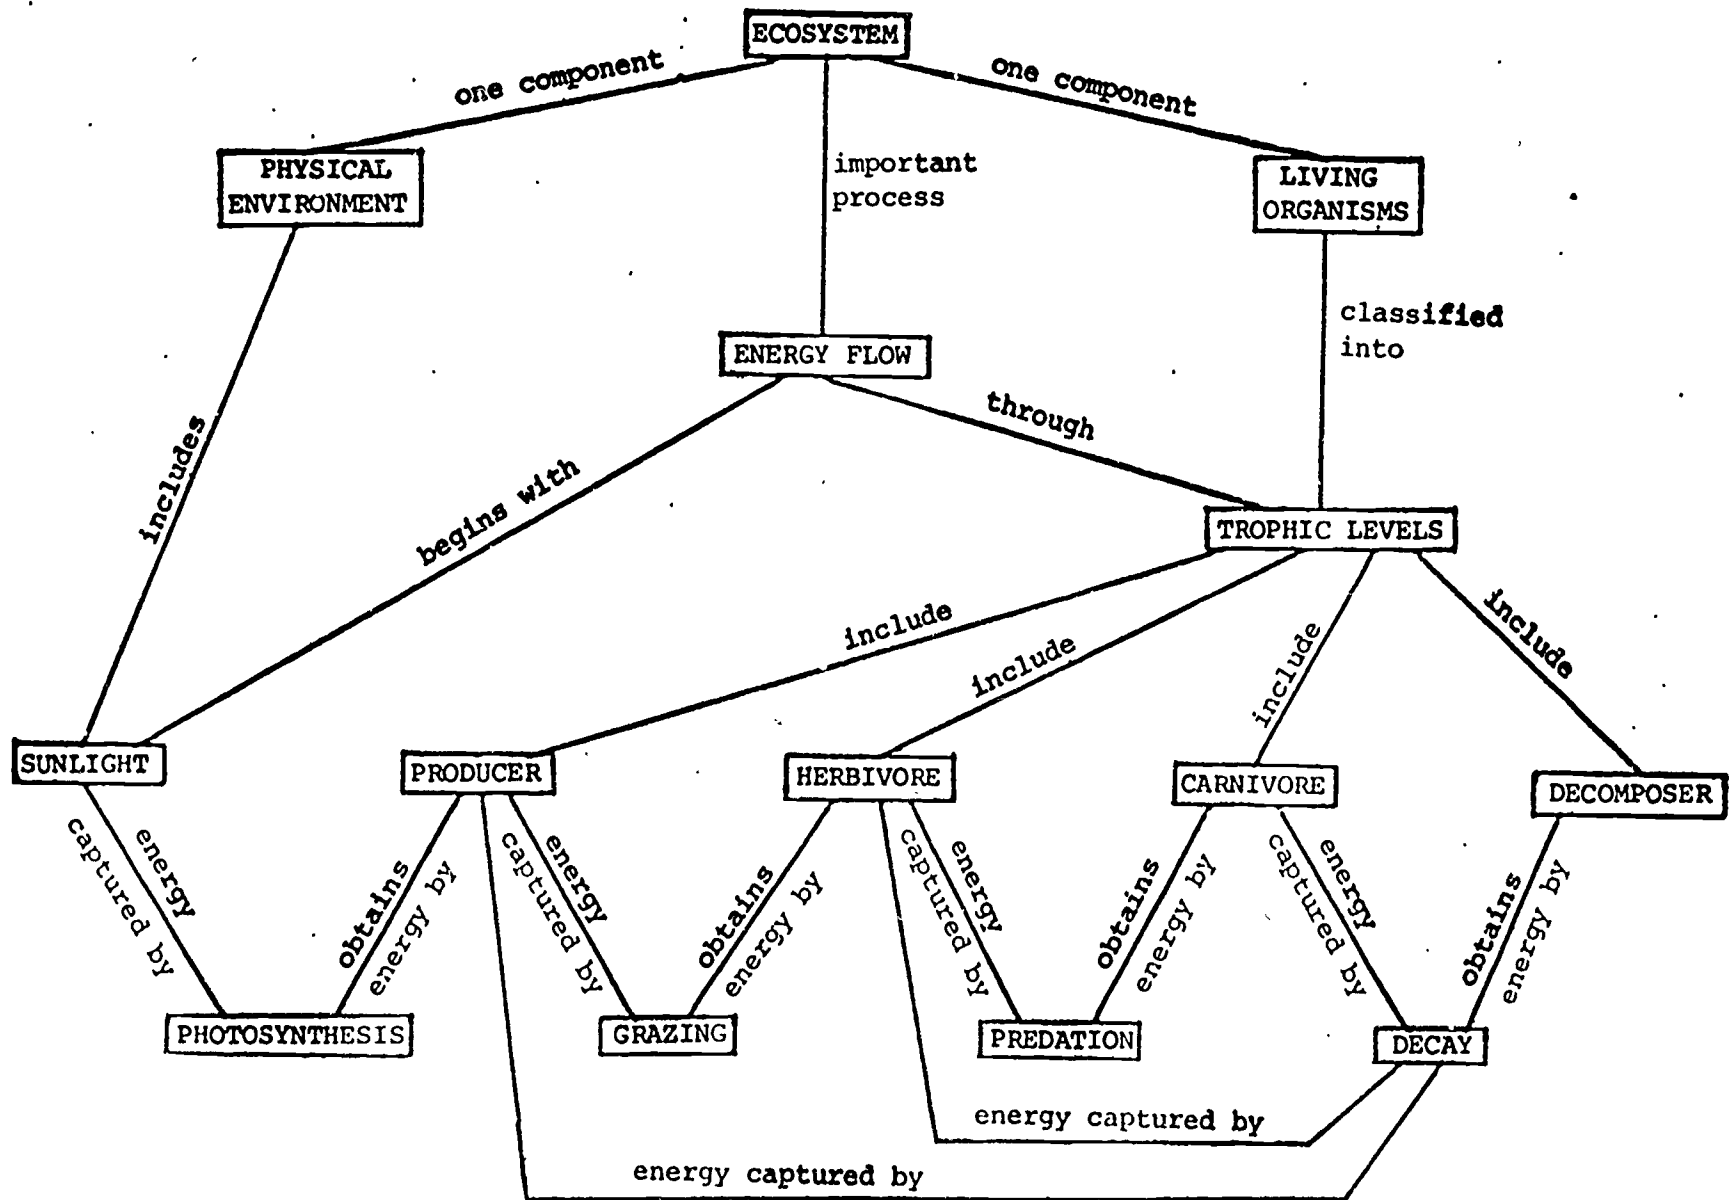 ECOSYSTEM
one component
one component
PHYSICAL
ENVIRONMENT
important
process
LIVING
ORGANISMS
classified
into
ENERGY FLOW
through
includes
begins with
TROPHIC LEVELS
include
include
include
include
SUNLIGHT
PRODUCER
HERBIVORE
CARNIVORE
DECOMPOSER
energy
captured by
obtains
energy by
energy
captured by
obtains
energy by
energy
captured by
obtains
energy by
energy
captured by
obtains
energy by
PHOTOSYNTHESIS
GRAZING
PREDATION
DECAY
energy captured by
energy captured by